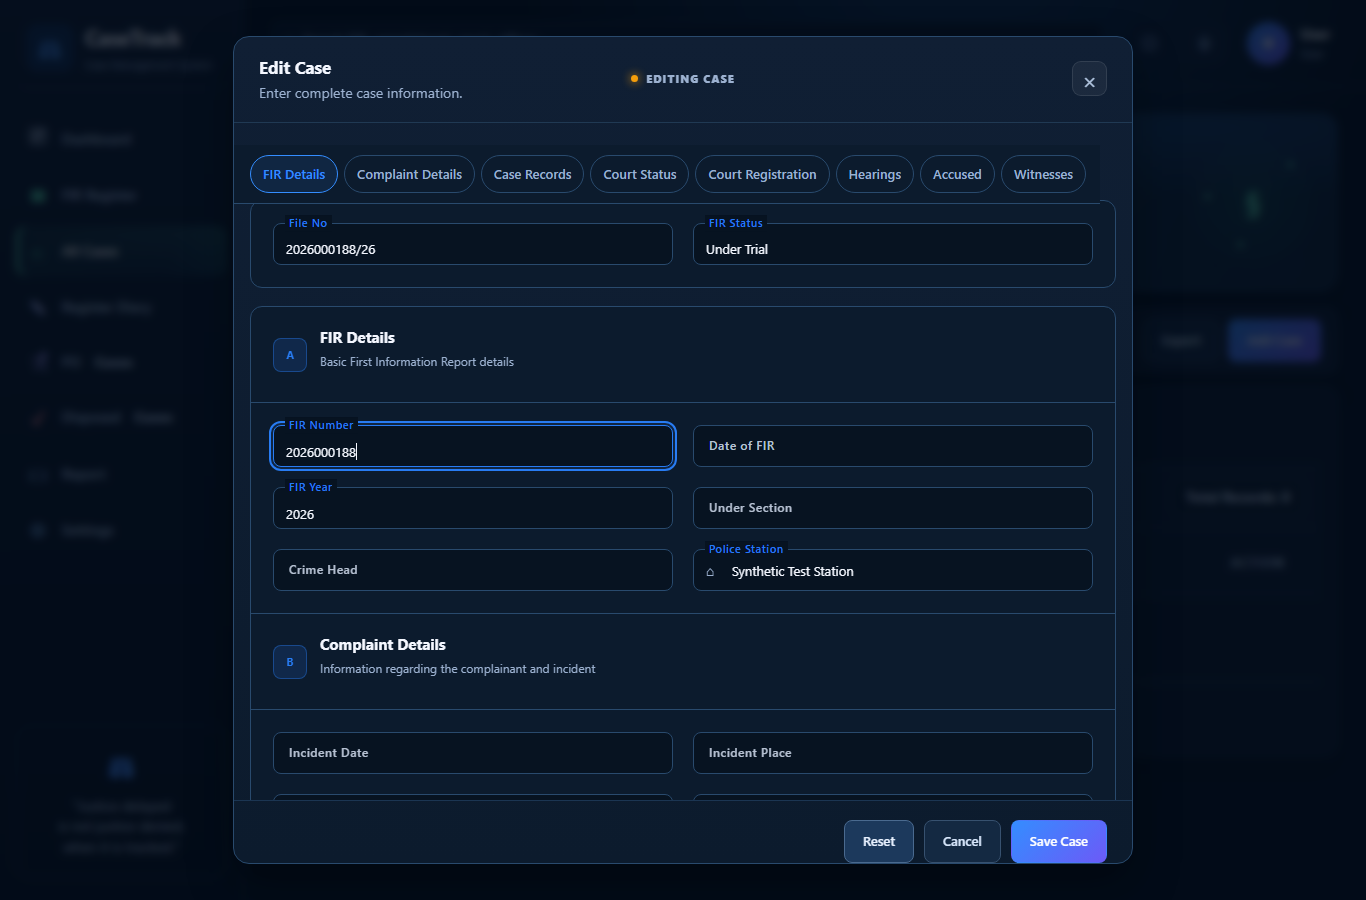 Edit Case
Enter complete case information.
EDITING CASE
×
FIR Details
Complaint Details
Case Records
Court Status
Court Registration
Hearings
Accused
Witnesses
File No
2026000188/26
FIR Status
Under Trial
A
FIR Details
Basic First Information Report details
FIR Number
2026000188
Date of FIR
FIR Year
2026
Under Section
Crime Head
Police Station
Synthetic Test Station
B
Complaint Details
Information regarding the complainant and incident
Incident Date
Incident Place
Reset
Cancel
Save Case
CaseTrack
Dashboard
Settings